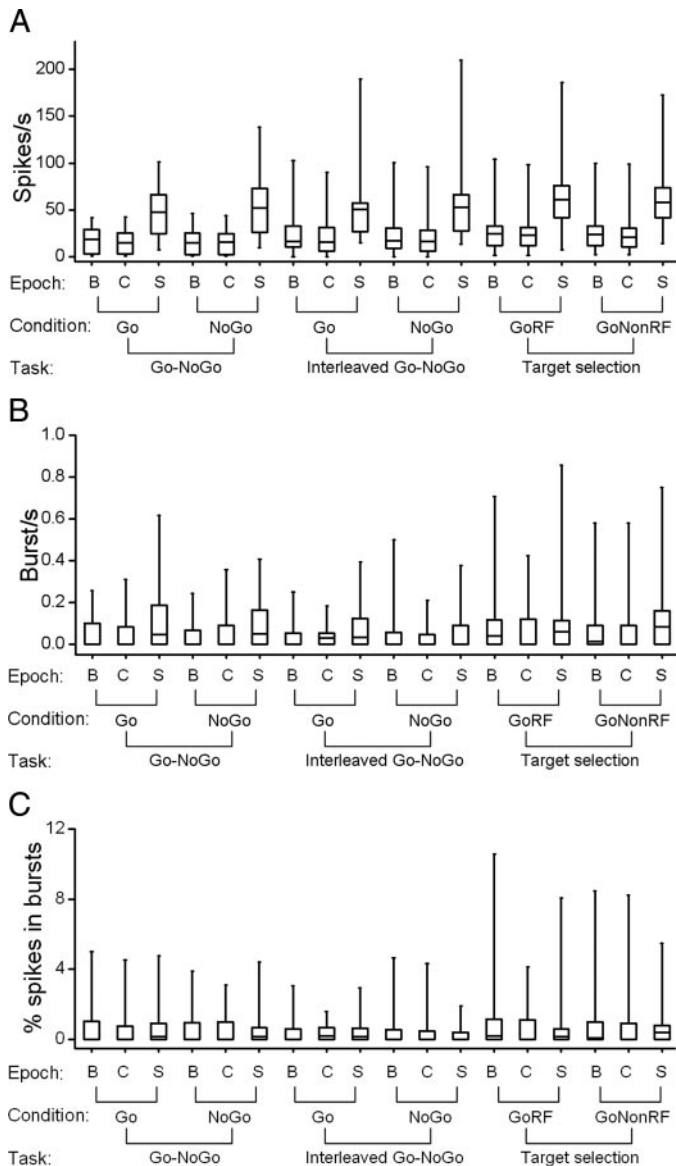 A
Spikes/s
200
150
100
50
0
Epoch: B C S B C S B C S B C S B C S B C S
Condition: Go NoGo Go NoGo GoRF GoNonRF
Task: Go-NoGo Interleaved Go-NoGo Target selection
B
Burst/s
1.0
0.8
0.6
0.4
0.2
0.0
Epoch: B C S B C S B C S B C S B C S B C S
Condition: Go NoGo Go NoGo GoRF GoNonRF
Task: Go-NoGo Interleaved Go-NoGo Target selection
C
% spikes in bursts
12
8
4
0
Epoch: B C S B C S B C S B C S B C S B C S
Condition: Go NoGo Go NoGo GoRF GoNonRF
Task: Go-NoGo Interleaved Go-NoGo Target selection